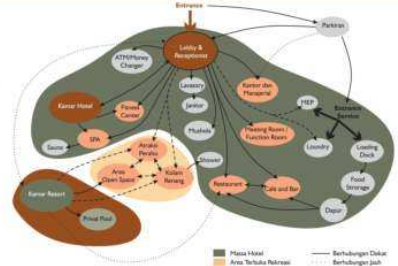 Entrance
Parkiran
Lobby &
Receptionist
ATM/Money
Changer
Lavatory
Kantor dan
Manajerial
Janitor
MEP
Kamar Hotel
Fitness
Center
Entrance
Service
Mushola
Meeting Room /
Function Room
SPA
Sauna
Laundry
Loading
Dock
Atraksi
Perairan
Shower
Area
Open Space
Kolam
Renang
Restaurant
Café and Bar
Food
Storage
Kamar Resort
Privat Pool
Dapur
Massa Hotel
Area Terbuka Rekreasi
Berhubungan Dekat
Berhubungan Jauh